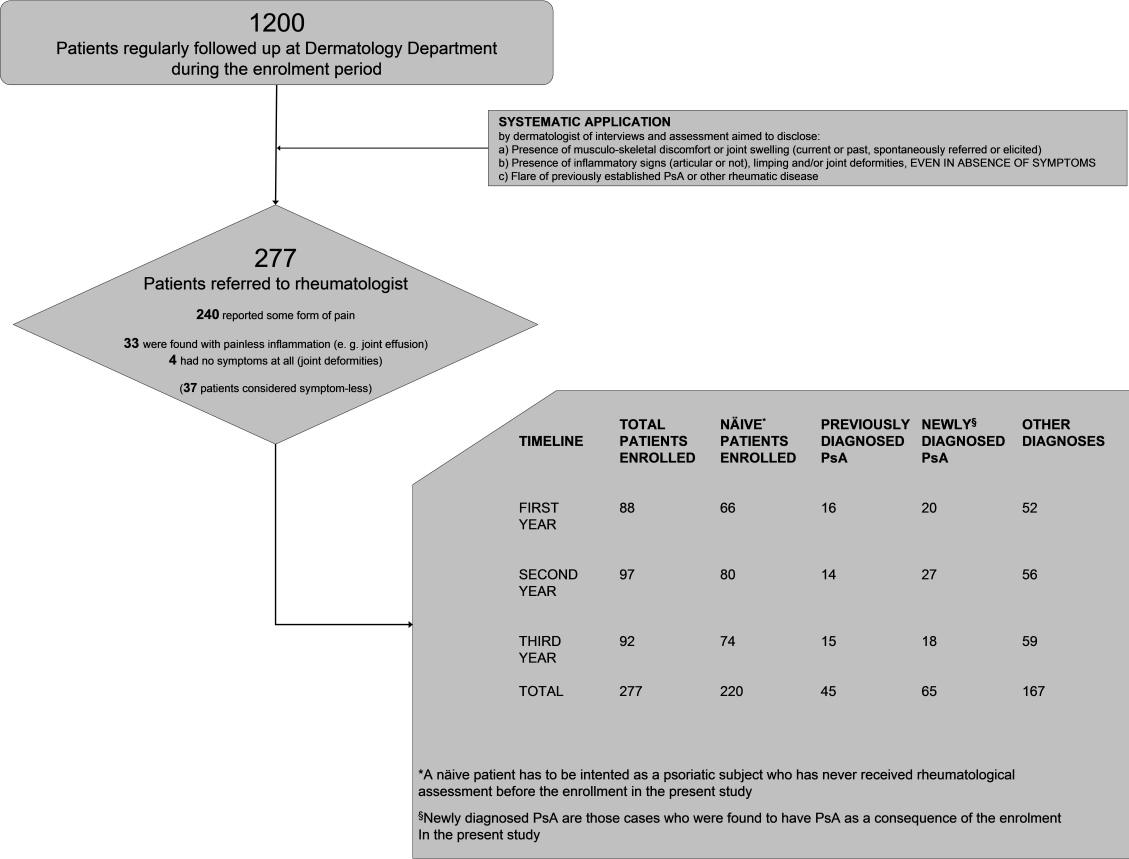 1200
Patients regularly followed up at Dermatology Department
during the enrolment period
SYSTEMATIC APPLICATION
by dermatologist of interviews and assessment aimed to disclose:
a) Presence of musculo-skeletal discomfort or joint swelling (current or past, spontaneously referred or elicited)
b) Presence of inflammatory signs (articular or not), limping and/or joint deformities, EVEN IN ABSENCE OF SYMPTOMS
c) Flare of previously established PsA or other rheumatic disease
277
Patients referred to rheumatologist
240 reported some form of pain
33 were found with painless inflammation (e. g. joint effusion)
4 had no symptoms at all (joint deformities)
(37 patients considered symptom-less)
TIMELINE
TOTAL
PATIENTS
ENROLLED
NÄIVE*
PATIENTS
ENROLLED
PREVIOUSLY
DIAGNOSED
PsA
NEWLY§
DIAGNOSED
PsA
OTHER
DIAGNOSES
FIRST
YEAR
88
66
16
20
52
SECOND
YEAR
97
80
14
27
56
THIRD
YEAR
92
74
15
18
59
TOTAL
277
220
45
65
167
*A näive patient has to be intented as a psoriatic subject who has never received rheumatological
assessment before the enrollment in the present study
§Newly diagnosed PsA are those cases who were found to have PsA as a consequence of the enrolment
In the present study